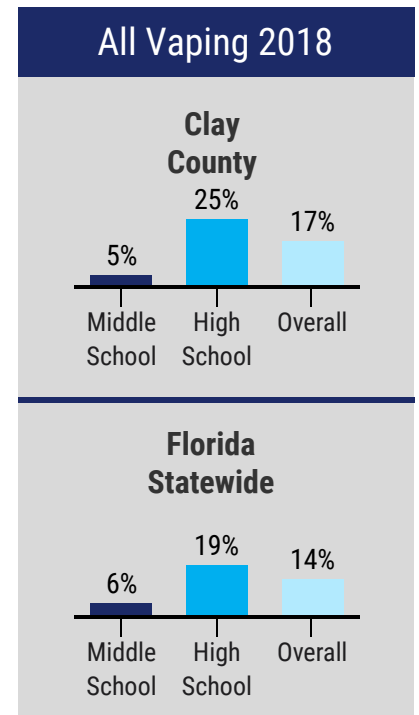 All Vaping 2018
Clay
County
5%
25%
17%
Middle
School
High
School
Overall
Florida
Statewide
6%
19%
14%
Middle
School
High
School
Overall